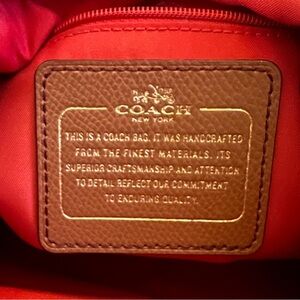 COACH
NEW YORK
THIS IS A COACH BAG. IT WAS HANDCRAFTED
FROM THE FINEST MATERIALS. ITS
SUPERIOR CRAFTSMANSHIP AND ATTENTION
TO DETAIL REFLECT OUR COMMITMENT
TO ENDURING QUALITY.